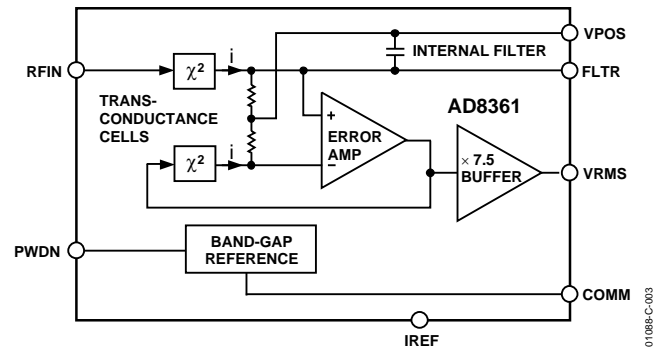 VPOS
INTERNAL FILTER
RFIN
χ²
i
FLTR
TRANS-
CONDUCTANCE
CELLS
AD8361
+
ERROR
AMP
–
χ²
i
× 7.5
BUFFER
VRMS
BAND-GAP
REFERENCE
PWDN
COMM
IREF
01088-C-003